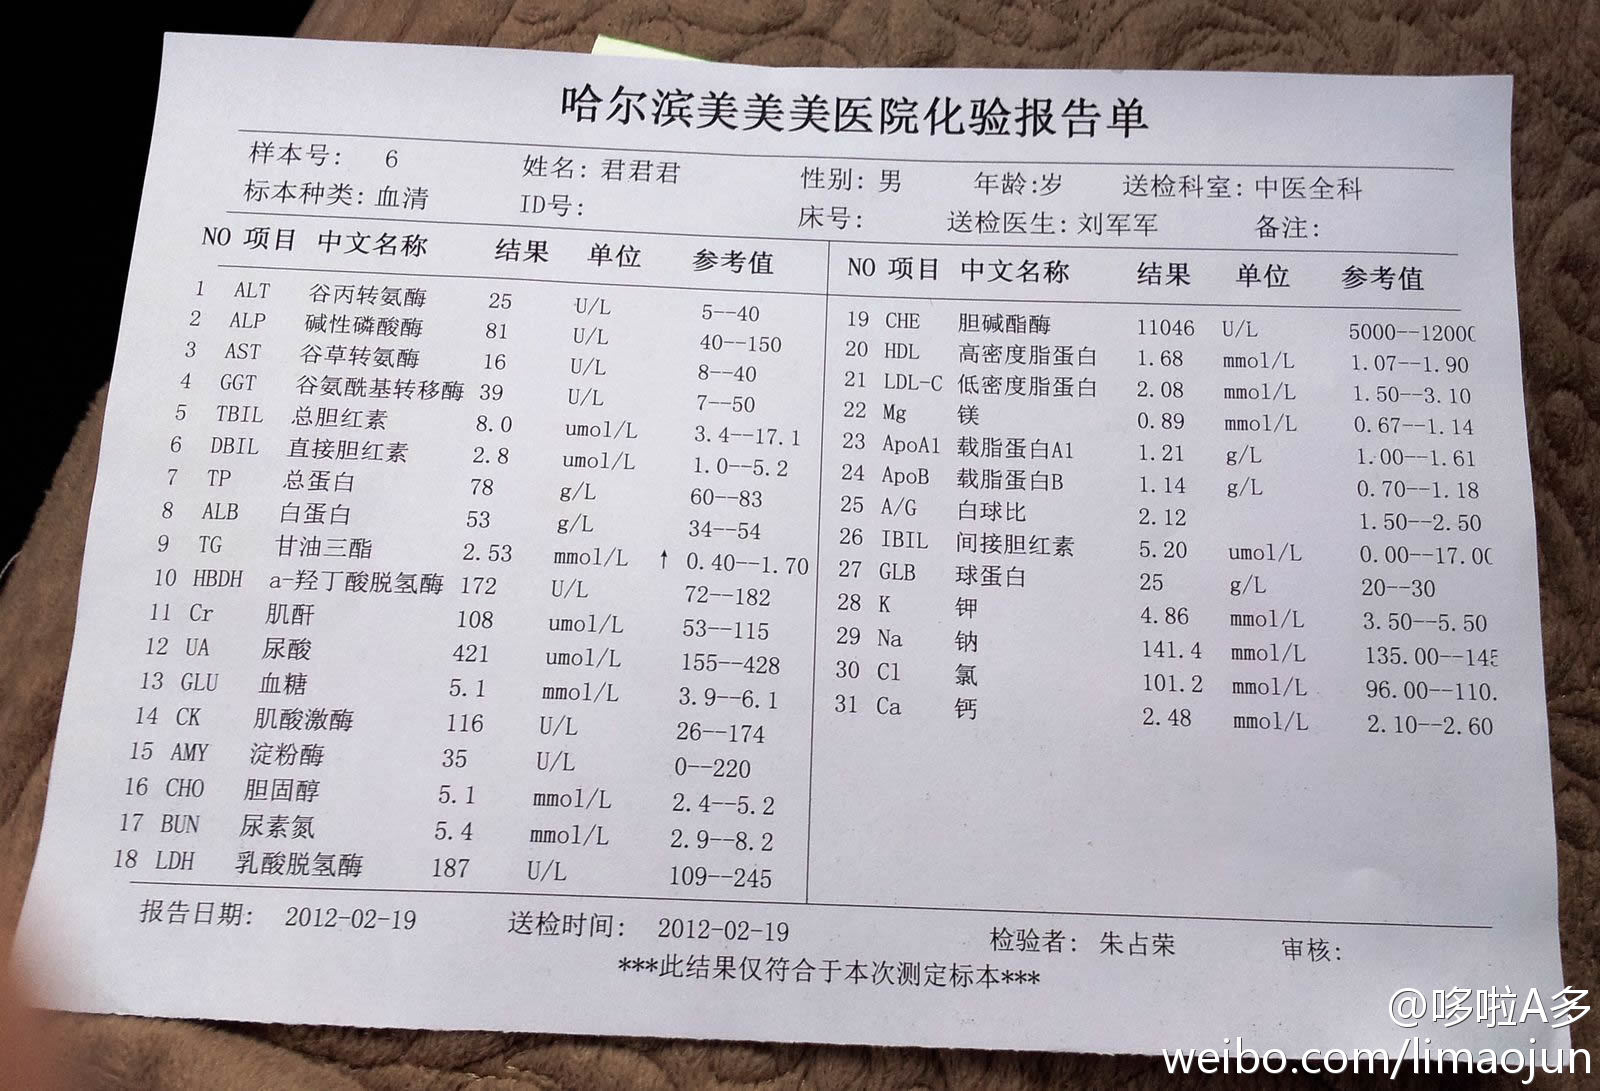 哈尔滨美美美医院化验报告单
样本号: 6 姓名: 君君君 性别: 男 年龄:岁 送检科室: 中医全科
标本种类: 血清 ID号: 床号: 送检医生: 刘军军 备注:
NO 项目 中文名称 结果 单位 参考值
1 ALT 谷丙转氨酶 25 U/L 5--40
2 ALP 碱性磷酸酶 81 U/L 40--150
3 AST 谷草转氨酶 16 U/L 8--40
4 GGT 谷氨酰基转移酶 39 U/L 7--50
5 TBIL 总胆红素 8.0 umol/L 3.4--17.1
6 DBIL 直接胆红素 2.8 umol/L 1.0--5.2
7 TP 总蛋白 78 g/L 60--83
8 ALB 白蛋白 53 g/L 34--54
9 TG 甘油三酯 2.53 mmol/L ↑ 0.40--1.70
10 HBDH a-羟丁酸脱氢酶 172 U/L 72--182
11 Cr 肌酐 108 umol/L 53--115
12 UA 尿酸 421 umol/L 155--428
13 GLU 血糖 5.1 mmol/L 3.9--6.1
14 CK 肌酸激酶 116 U/L 26--174
15 AMY 淀粉酶 35 U/L 0--220
16 CHO 胆固醇 5.1 mmol/L 2.4--5.2
17 BUN 尿素氮 5.4 mmol/L 2.9--8.2
18 LDH 乳酸脱氢酶 187 U/L 109--245
NO 项目 中文名称 结果 单位 参考值
19 CHE 胆碱酯酶 11046 U/L 5000--12000
20 HDL 高密度脂蛋白 1.68 mmol/L 1.07--1.90
21 LDL-C 低密度脂蛋白 2.08 mmol/L 1.50--3.10
22 Mg 镁 0.89 mmol/L 0.67--1.14
23 ApoA1 载脂蛋白A1 1.21 g/L 1.00--1.61
24 ApoB 载脂蛋白B 1.14 g/L 0.70--1.18
25 A/G 白球比 2.12 1.50--2.50
26 IBIL 间接胆红素 5.20 umol/L 0.00--17.00
27 GLB 球蛋白 25 g/L 20--30
28 K 钾 4.86 mmol/L 3.50--5.50
29 Na 钠 141.4 mmol/L 135.00--145
30 Cl 氯 101.2 mmol/L 96.00--110.
31 Ca 钙 2.48 mmol/L 2.10--2.60
报告日期: 2012-02-19 送检时间: 2012-02-19 检验者: 朱占荣 审核:
***此结果仅符合于本次测定标本***
@哆啦A多
weibo.com/limaojun